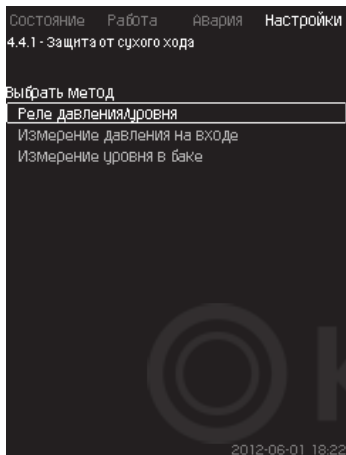 Состояние Работа Авария Настройки
4.4.1 - Защита от сухого хода
Выбрать метод
Реле давления/уровня
Измерение давления на входе
Измерение уровня в баке
2012-06-01 18:22